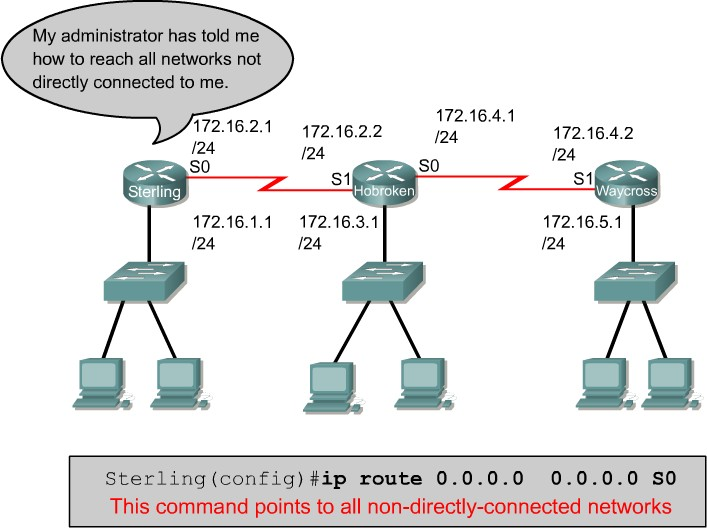 My administrator has told me
how to reach all networks not
directly connected to me.
172.16.2.1
/24
172.16.2.2
/24
172.16.4.1
/24
172.16.4.2
/24
S0
S1
S0
S1
Sterling
Hobroken
Waycross
172.16.1.1
/24
172.16.3.1
/24
172.16.5.1
/24
Sterling(config)#ip route 0.0.0.0  0.0.0.0 S0
This command points to all non-directly-connected networks